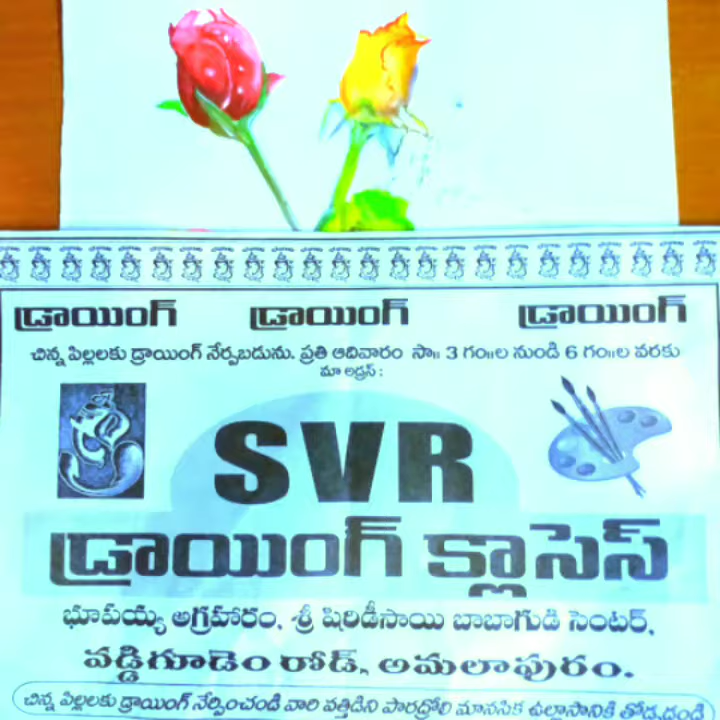 డ్రాయింగ్ డ్రాయింగ్ డ్రాయింగ్
చిన్న పిల్లలకు డ్రాయింగ్ నేర్పబడును. ప్రతి ఆదివారం సా॥ 3 గం॥ల నుండి 6 గం॥ల వరకు
మా అడ్రస్ :
SVR
డ్రాయింగ్ క్లాసెస్
భూపయ్య అగ్రహారం, శ్రీ షిరిడీసాయి బాబాగుడి సెంటర్,
వడ్డిగూడెం రోడ్, అమలాపురం.
చిన్న పిల్లలకు డ్రాయింగ్ నేర్పించండి వారి వత్తిడిని పారద్రోలి మానసిక ఉల్లాసానికి తోడ్పడండి